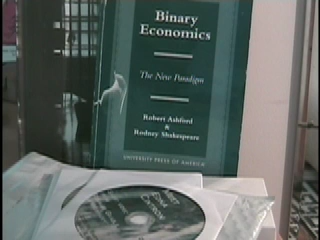 Binary
Economics
The New Paradigm
Robert Ashford
&
Rodney Shakespeare
UNIVERSITY PRESS OF AMERICA